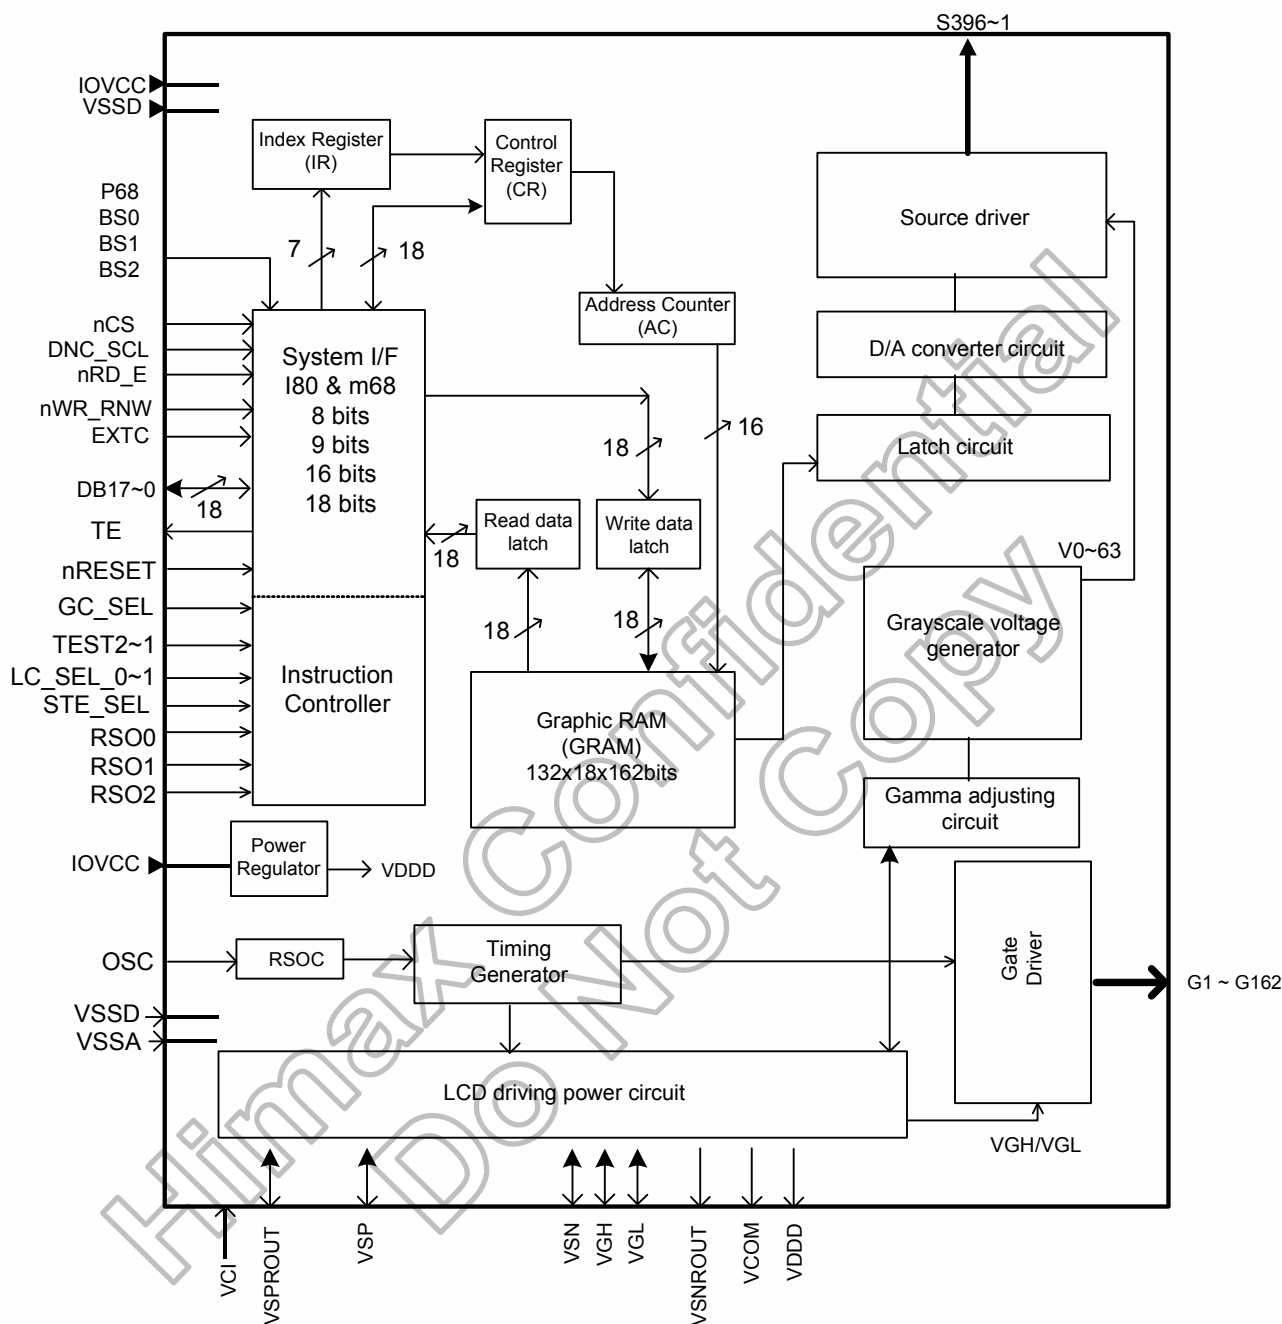 S396~1
IOVCC
VSSD
Index Register
(IR)
Control
Register
(CR)
P68
BS0
BS1
BS2
Source driver
7
18
Address Counter
(AC)
nCS
DNC_SCL
nRD_E
nWR_RNW
EXTC
DB17~0
18
TE
nRESET
GC_SEL
TEST2~1
LC_SEL_0~1
STE_SEL
RSO0
RSO1
RSO2
System I/F
I80 & m68
8 bits
9 bits
16 bits
18 bits
Instruction
Controller
D/A converter circuit
18
16
Latch circuit
Read data
latch
Write data
latch
18
V0~63
18
18
Grayscale voltage
generator
Graphic RAM
(GRAM)
132x18x162bits
Gamma adjusting
circuit
IOVCC
Power
Regulator
VDDD
OSC
RSOC
Timing
Generator
Gate
Driver
G1 ~ G162
VSSD
VSSA
LCD driving power circuit
VGH/VGL
VCI
VSPROUT
VSP
VSN
VGH
VGL
VSNROUT
VCOM
VDDD
Himax Confidential
Do Not Copy